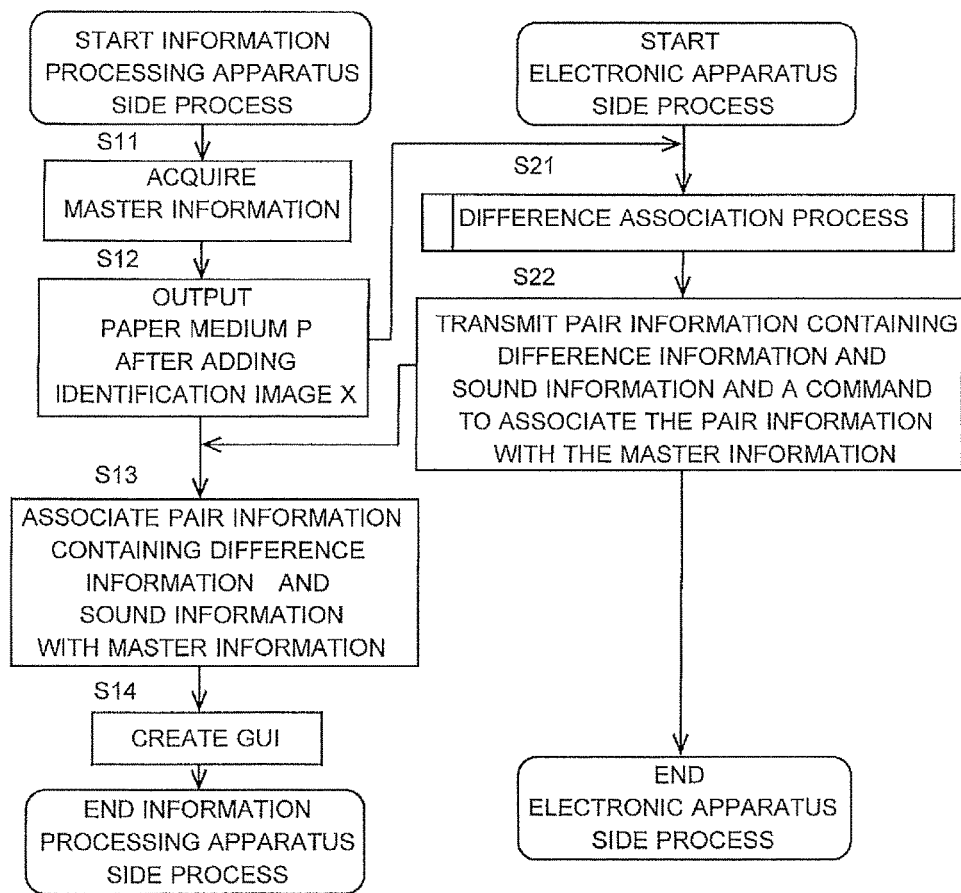 START INFORMATION
PROCESSING APPARATUS
SIDE PROCESS
S11
ACQUIRE
MASTER INFORMATION
S12
OUTPUT
PAPER MEDIUM P
AFTER ADDING
IDENTIFICATION IMAGE X
S13
ASSOCIATE PAIR INFORMATION
CONTAINING DIFFERENCE
INFORMATION AND
SOUND INFORMATION
WITH MASTER INFORMATION
S14
CREATE GUI
END INFORMATION
PROCESSING APPARATUS
SIDE PROCESS
START
ELECTRONIC APPARATUS
SIDE PROCESS
S21
DIFFERENCE ASSOCIATION PROCESS
S22
TRANSMIT PAIR INFORMATION CONTAINING
DIFFERENCE INFORMATION AND
SOUND INFORMATION AND A COMMAND
TO ASSOCIATE THE PAIR INFORMATION
WITH THE MASTER INFORMATION
END
ELECTRONIC APPARATUS
SIDE PROCESS